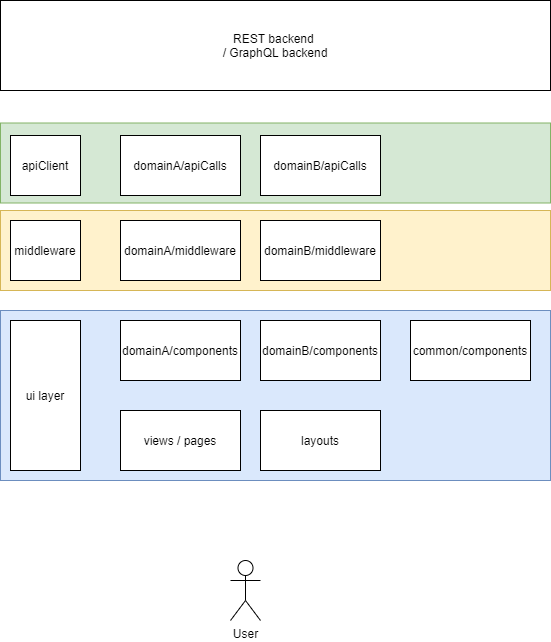 REST backend
/ GraphQL backend
apiClient
domainA/apiCalls
domainB/apiCalls
middleware
domainA/middleware
domainB/middleware
ui layer
domainA/components
domainB/components
common/components
views / pages
layouts
User